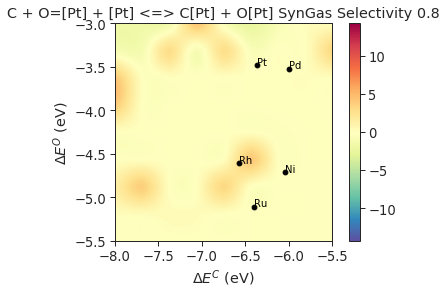 C + O=[Pt] + [Pt] <=> C[Pt] + O[Pt] SynGas Selectivity 0.8
−3.0
−3.5
−4.0
−4.5
−5.0
−5.5
ΔE^O (eV)
Pt
Pd
Rh
Ni
Ru
10
5
0
−5
−10
−8.0 −7.5 −7.0 −6.5 −6.0 −5.5
ΔE^C (eV)